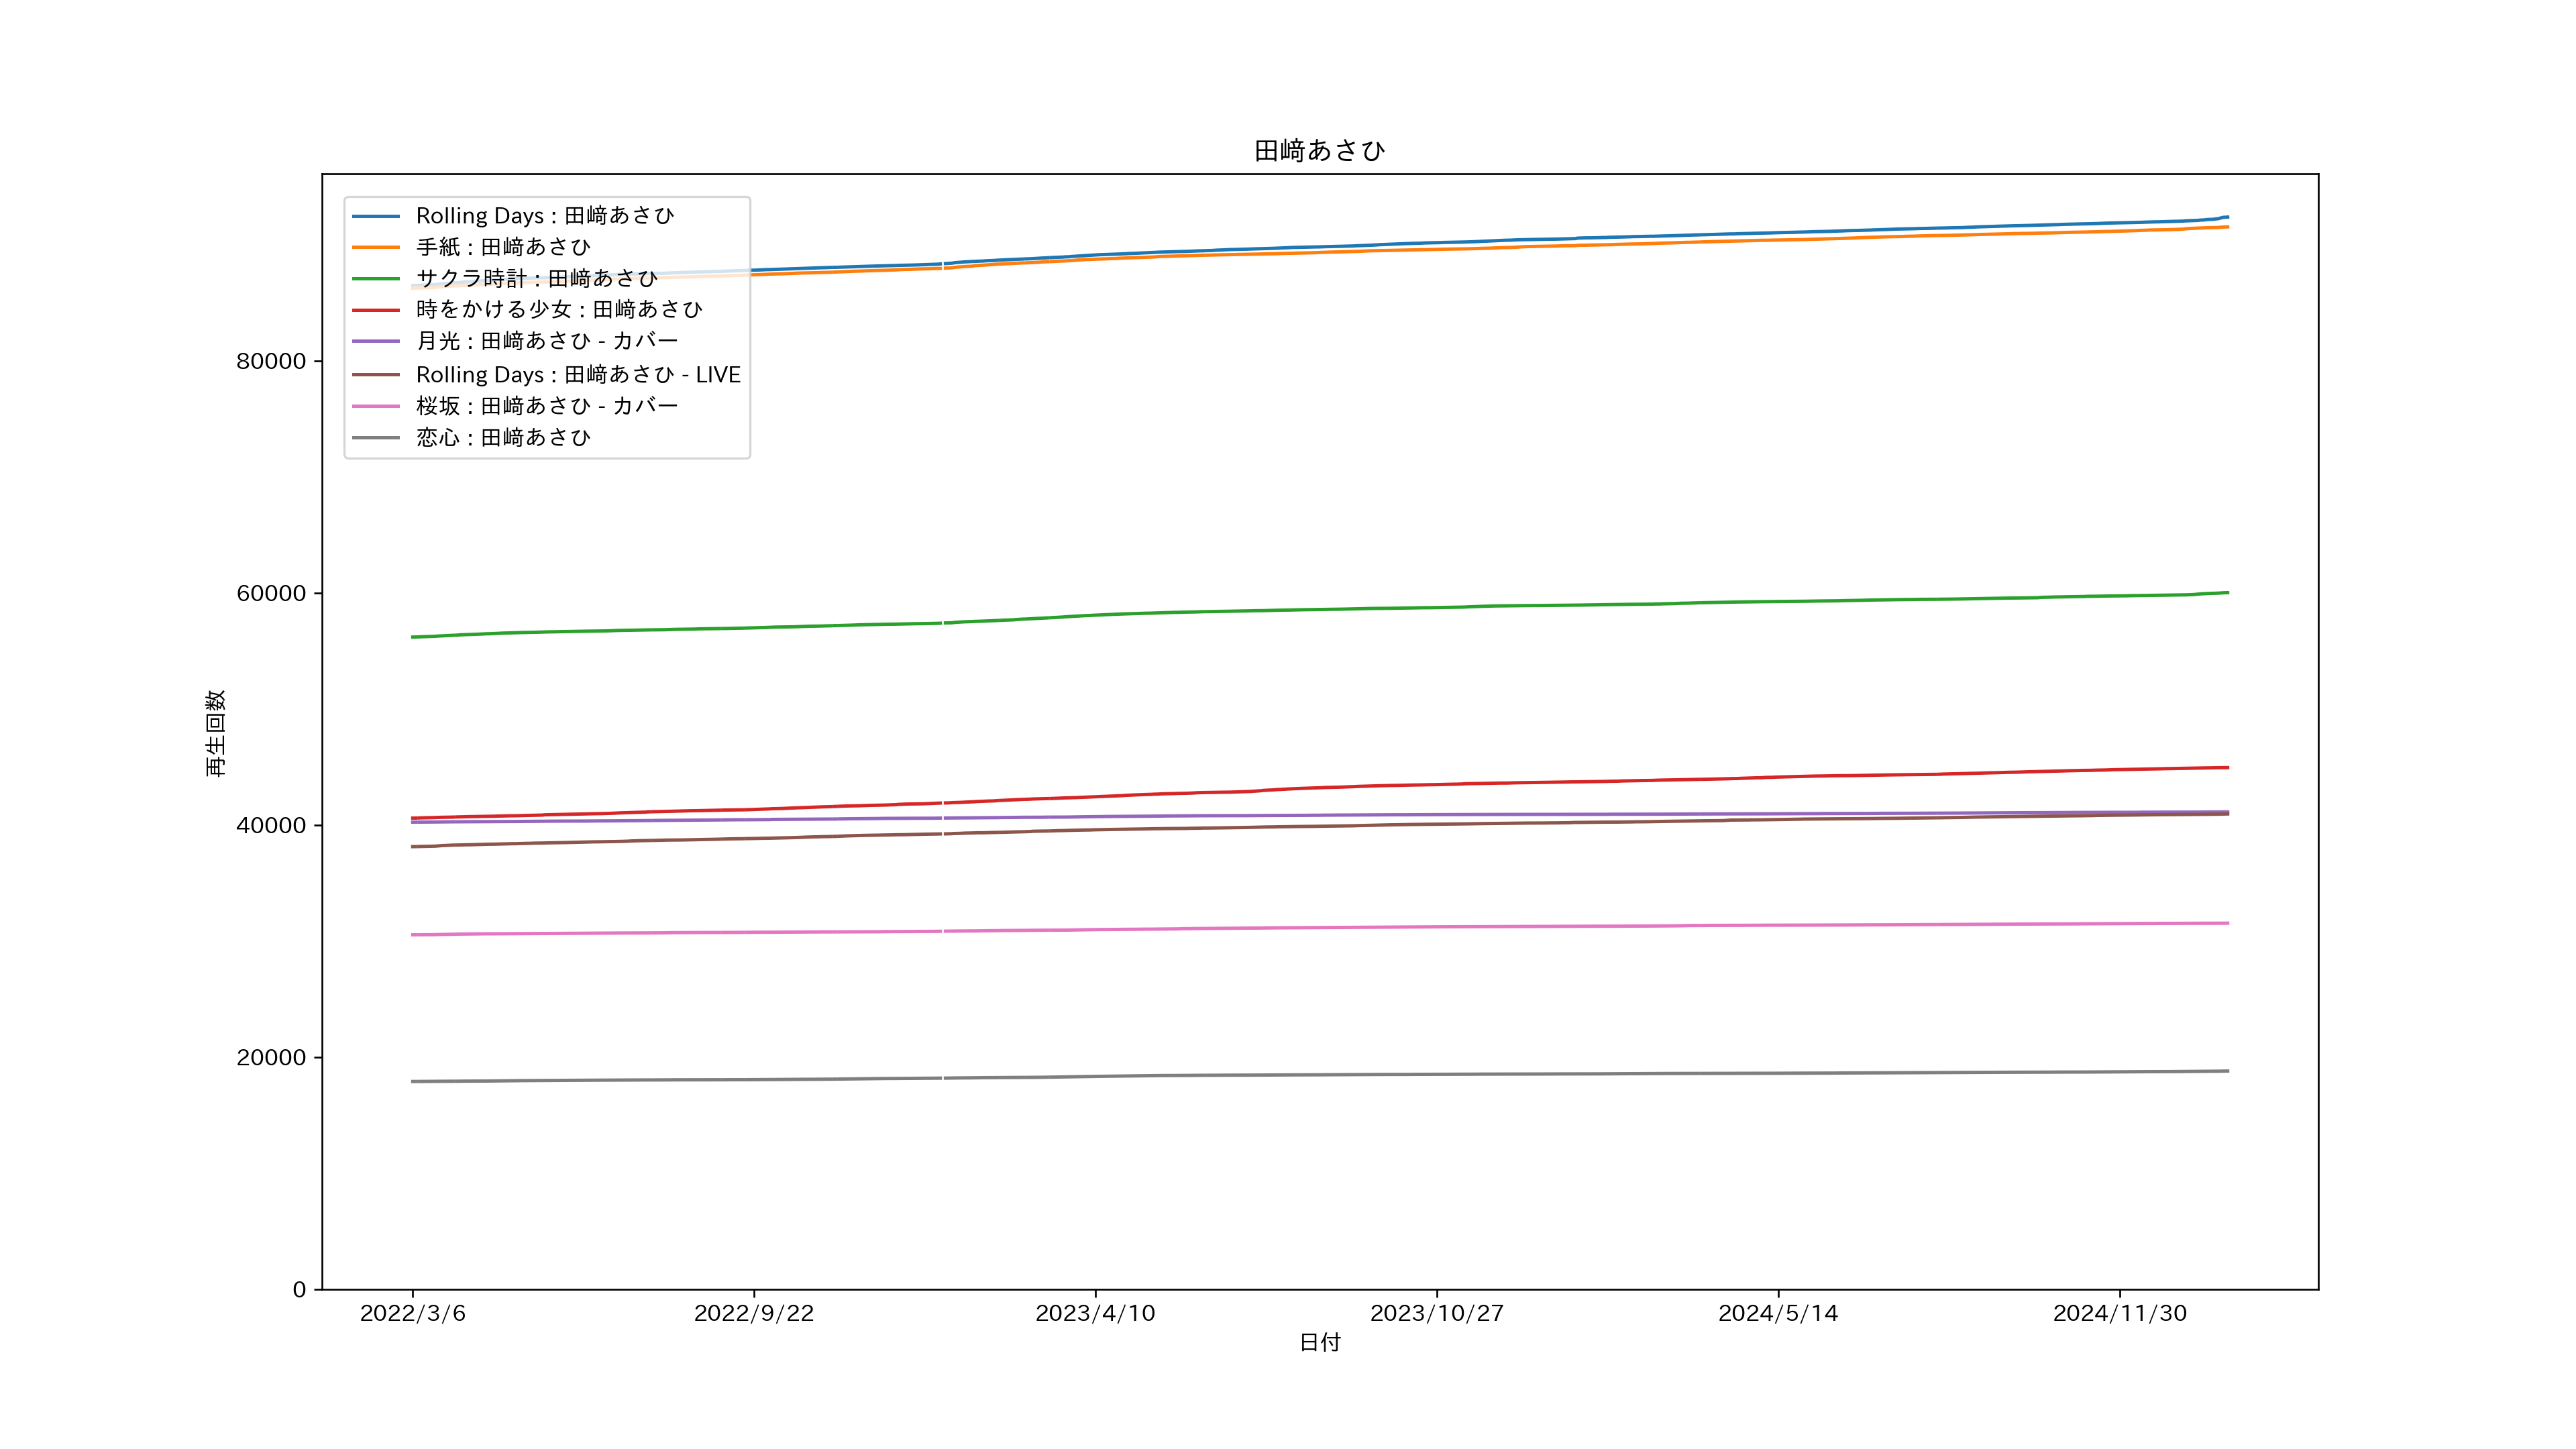 田﨑あさひ
Rolling Days : 田﨑あさひ
手紙 : 田﨑あさひ
サクラ時計 : 田﨑あさひ
時をかける少女 : 田﨑あさひ
月光 : 田﨑あさひ - カバー
Rolling Days : 田﨑あさひ - LIVE
桜坂 : 田﨑あさひ - カバー
恋心 : 田﨑あさひ
再生回数
80000
60000
40000
20000
0
2022/3/6 2022/9/22 2023/4/10 2023/10/27 2024/5/14 2024/11/30
日付